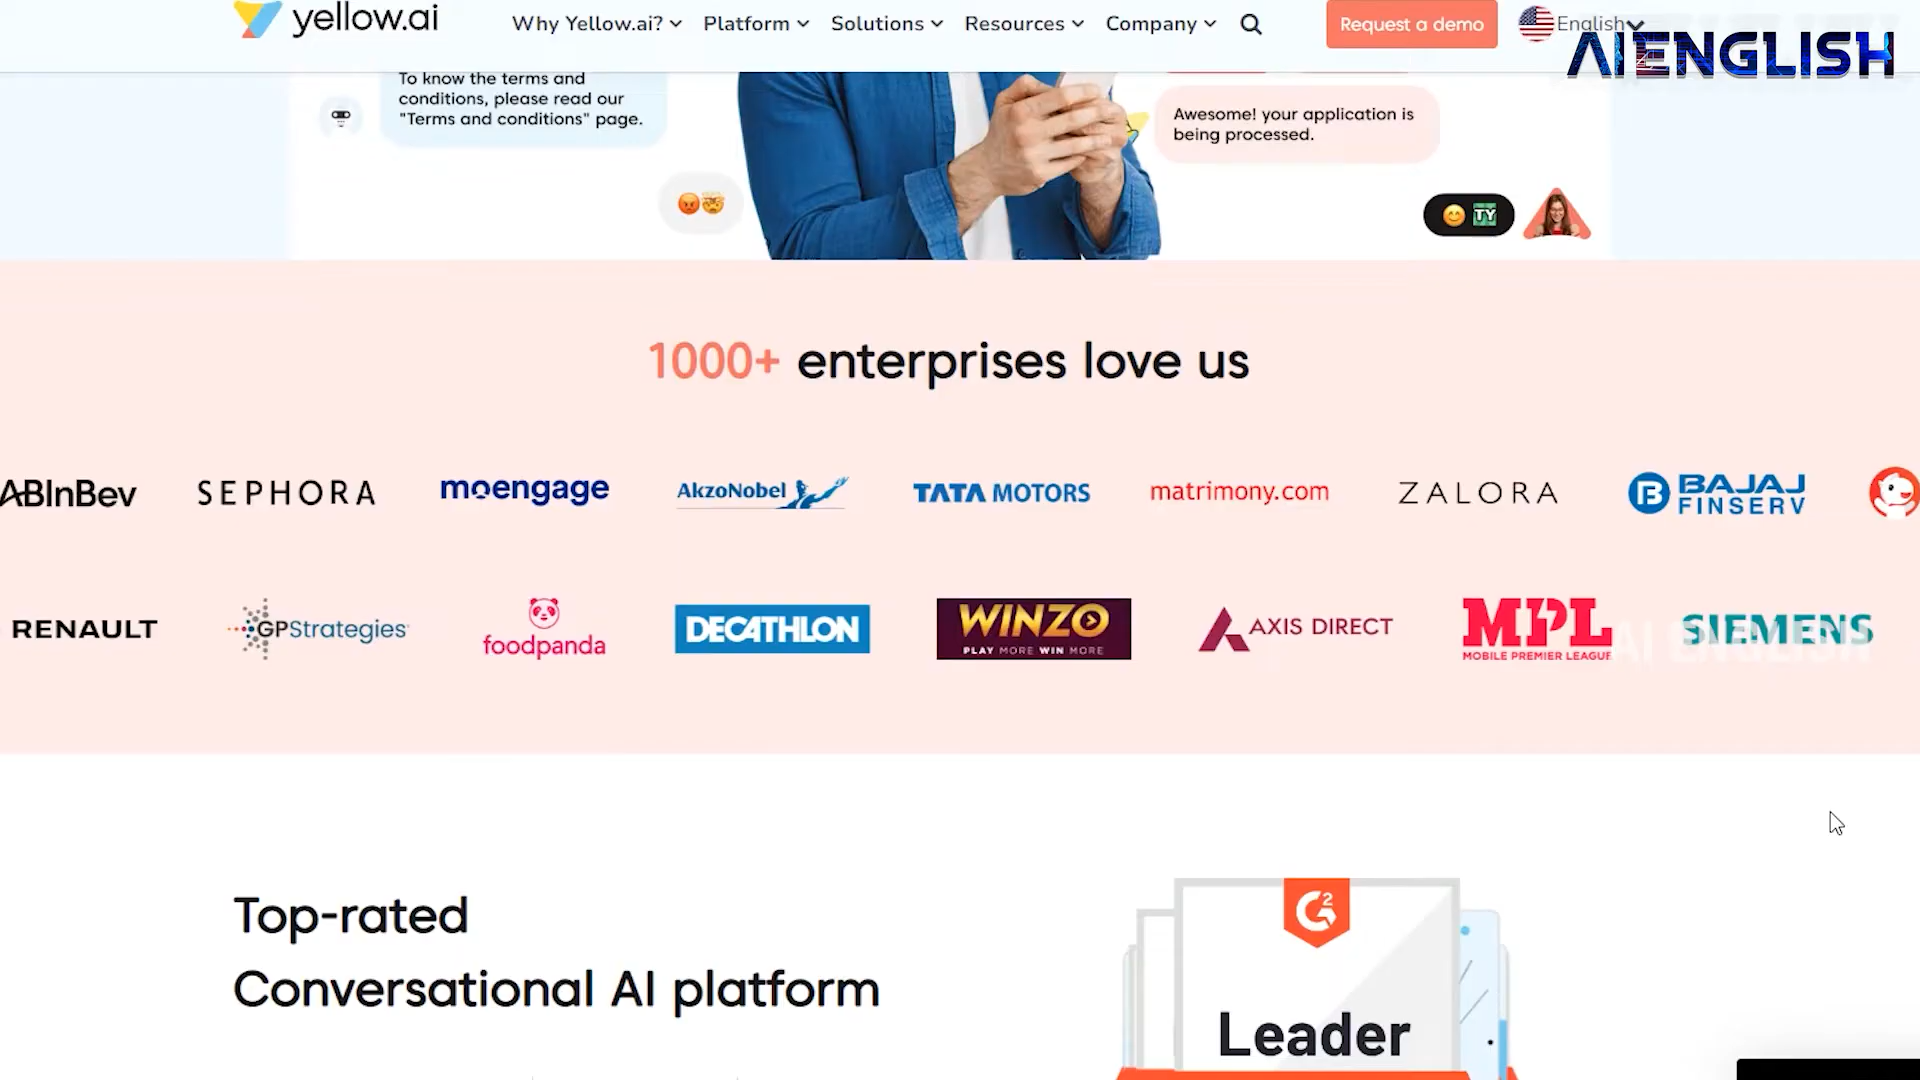 yellow.ai
Why Yellow.ai?
Platform
Solutions
Resources
Company
Request a demo
English
AIENGLISH
To know the terms and
conditions, please read our
"Terms and conditions" page.
Awesome! your application is
being processed.
TY
1000+ enterprises love us
ABInBev
SEPHORA
moengage
AkzoNobel
TATA MOTORS
matrimony.com
ZALORA
B BAJAJ
FINSERV
RENAULT
GPStrategies
foodpanda
DECATHLON
WINZO
PLAY MORE WIN MORE
AXIS DIRECT
MPL
MOBILE PREMIER LEAGUE
SIEMENS
AI ENGLISH
Top-rated
Conversational AI platform
G2
Leader